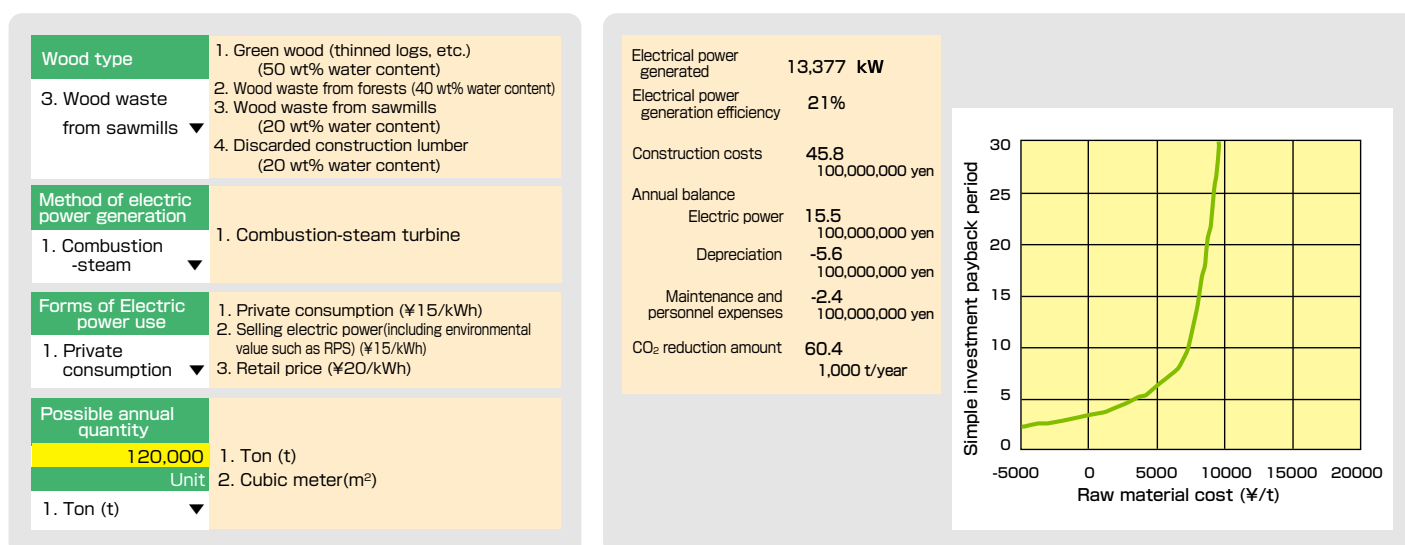 Wood type
3. Wood waste
from sawmills ▼
1. Green wood (thinned logs, etc.)
(50 wt% water content)
2. Wood waste from forests (40 wt% water content)
3. Wood waste from sawmills
(20 wt% water content)
4. Discarded construction lumber
(20 wt% water content)
Method of electric
power generation
1. Combustion
-steam ▼
1. Combustion-steam turbine
Forms of Electric
power use
1. Private
consumption ▼
1. Private consumption (¥15/kWh)
2. Selling electric power(including environmental
value such as RPS) (¥15/kWh)
3. Retail price (¥20/kWh)
Possible annual
quantity
120,000
Unit
1. Ton (t) ▼
1. Ton (t)
2. Cubic meter(m²)
Electrical power
generated 13,377 kW
Electrical power
generation efficiency 21%
Construction costs 45.8
100,000,000 yen
Annual balance
Electric power 15.5
100,000,000 yen
Depreciation -5.6
100,000,000 yen
Maintenance and
personnel expenses -2.4
100,000,000 yen
CO₂ reduction amount 60.4
1,000 t/year
Simple investment payback period
30
25
20
15
10
5
0
-5000 0 5000 10000 15000 20000
Raw material cost (¥/t)